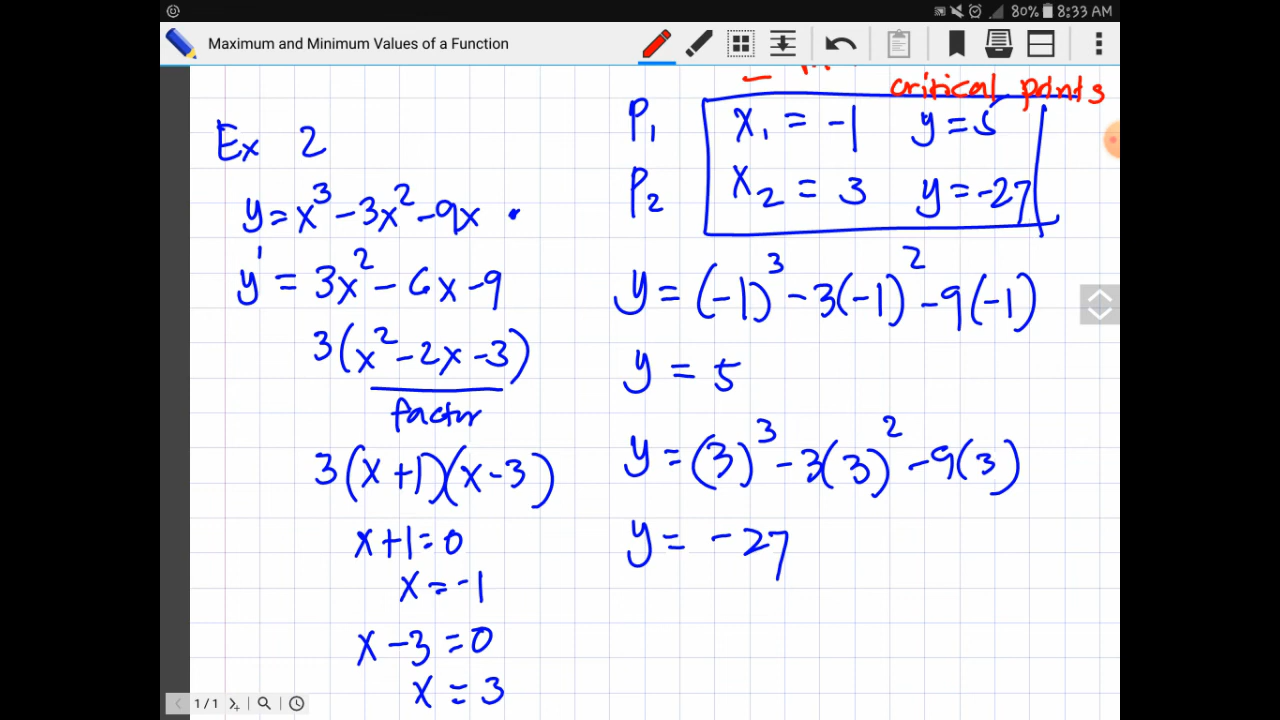 80% 8:33 AM
Maximum and Minimum Values of a Function
critical points
Ex 2
y = x³ - 3x² - 9x
y' = 3x² - 6x - 9
3(x² - 2x - 3)
factor
3(x + 1)(x - 3)
x + 1 = 0
x = -1
x - 3 = 0
x = 3
P₁ x₁ = -1 y = 5
P₂ x₂ = 3 y = -27
y = (-1)³ - 3(-1)² - 9(-1)
y = 5
y = (3)³ - 3(3)² - 9(3)
y = -27
1/1